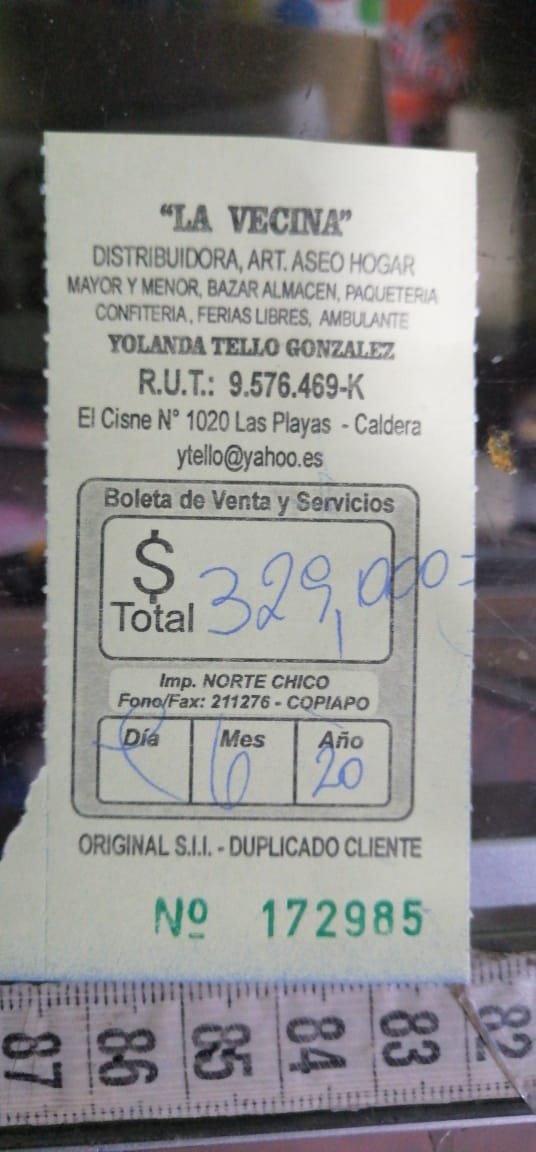 "LA VECINA"
DISTRIBUIDORA, ART. ASEO HOGAR
MAYOR Y MENOR, BAZAR ALMACEN, PAQUETERIA
CONFITERIA, FERIAS LIBRES, AMBULANTE
YOLANDA TELLO GONZALEZ
R.U.T.: 9.576.469-K
El Cisne N° 1020 Las Playas - Caldera
ytello@yahoo.es
Boleta de Venta y Servicios
$
Total 329,000=
Imp. NORTE CHICO
Fono/Fax: 211276 - COPIAPO
Día Mes Año
6 20
ORIGINAL S.I.I. - DUPLICADO CLIENTE
Nº 172985
87 86 85 84 83 82